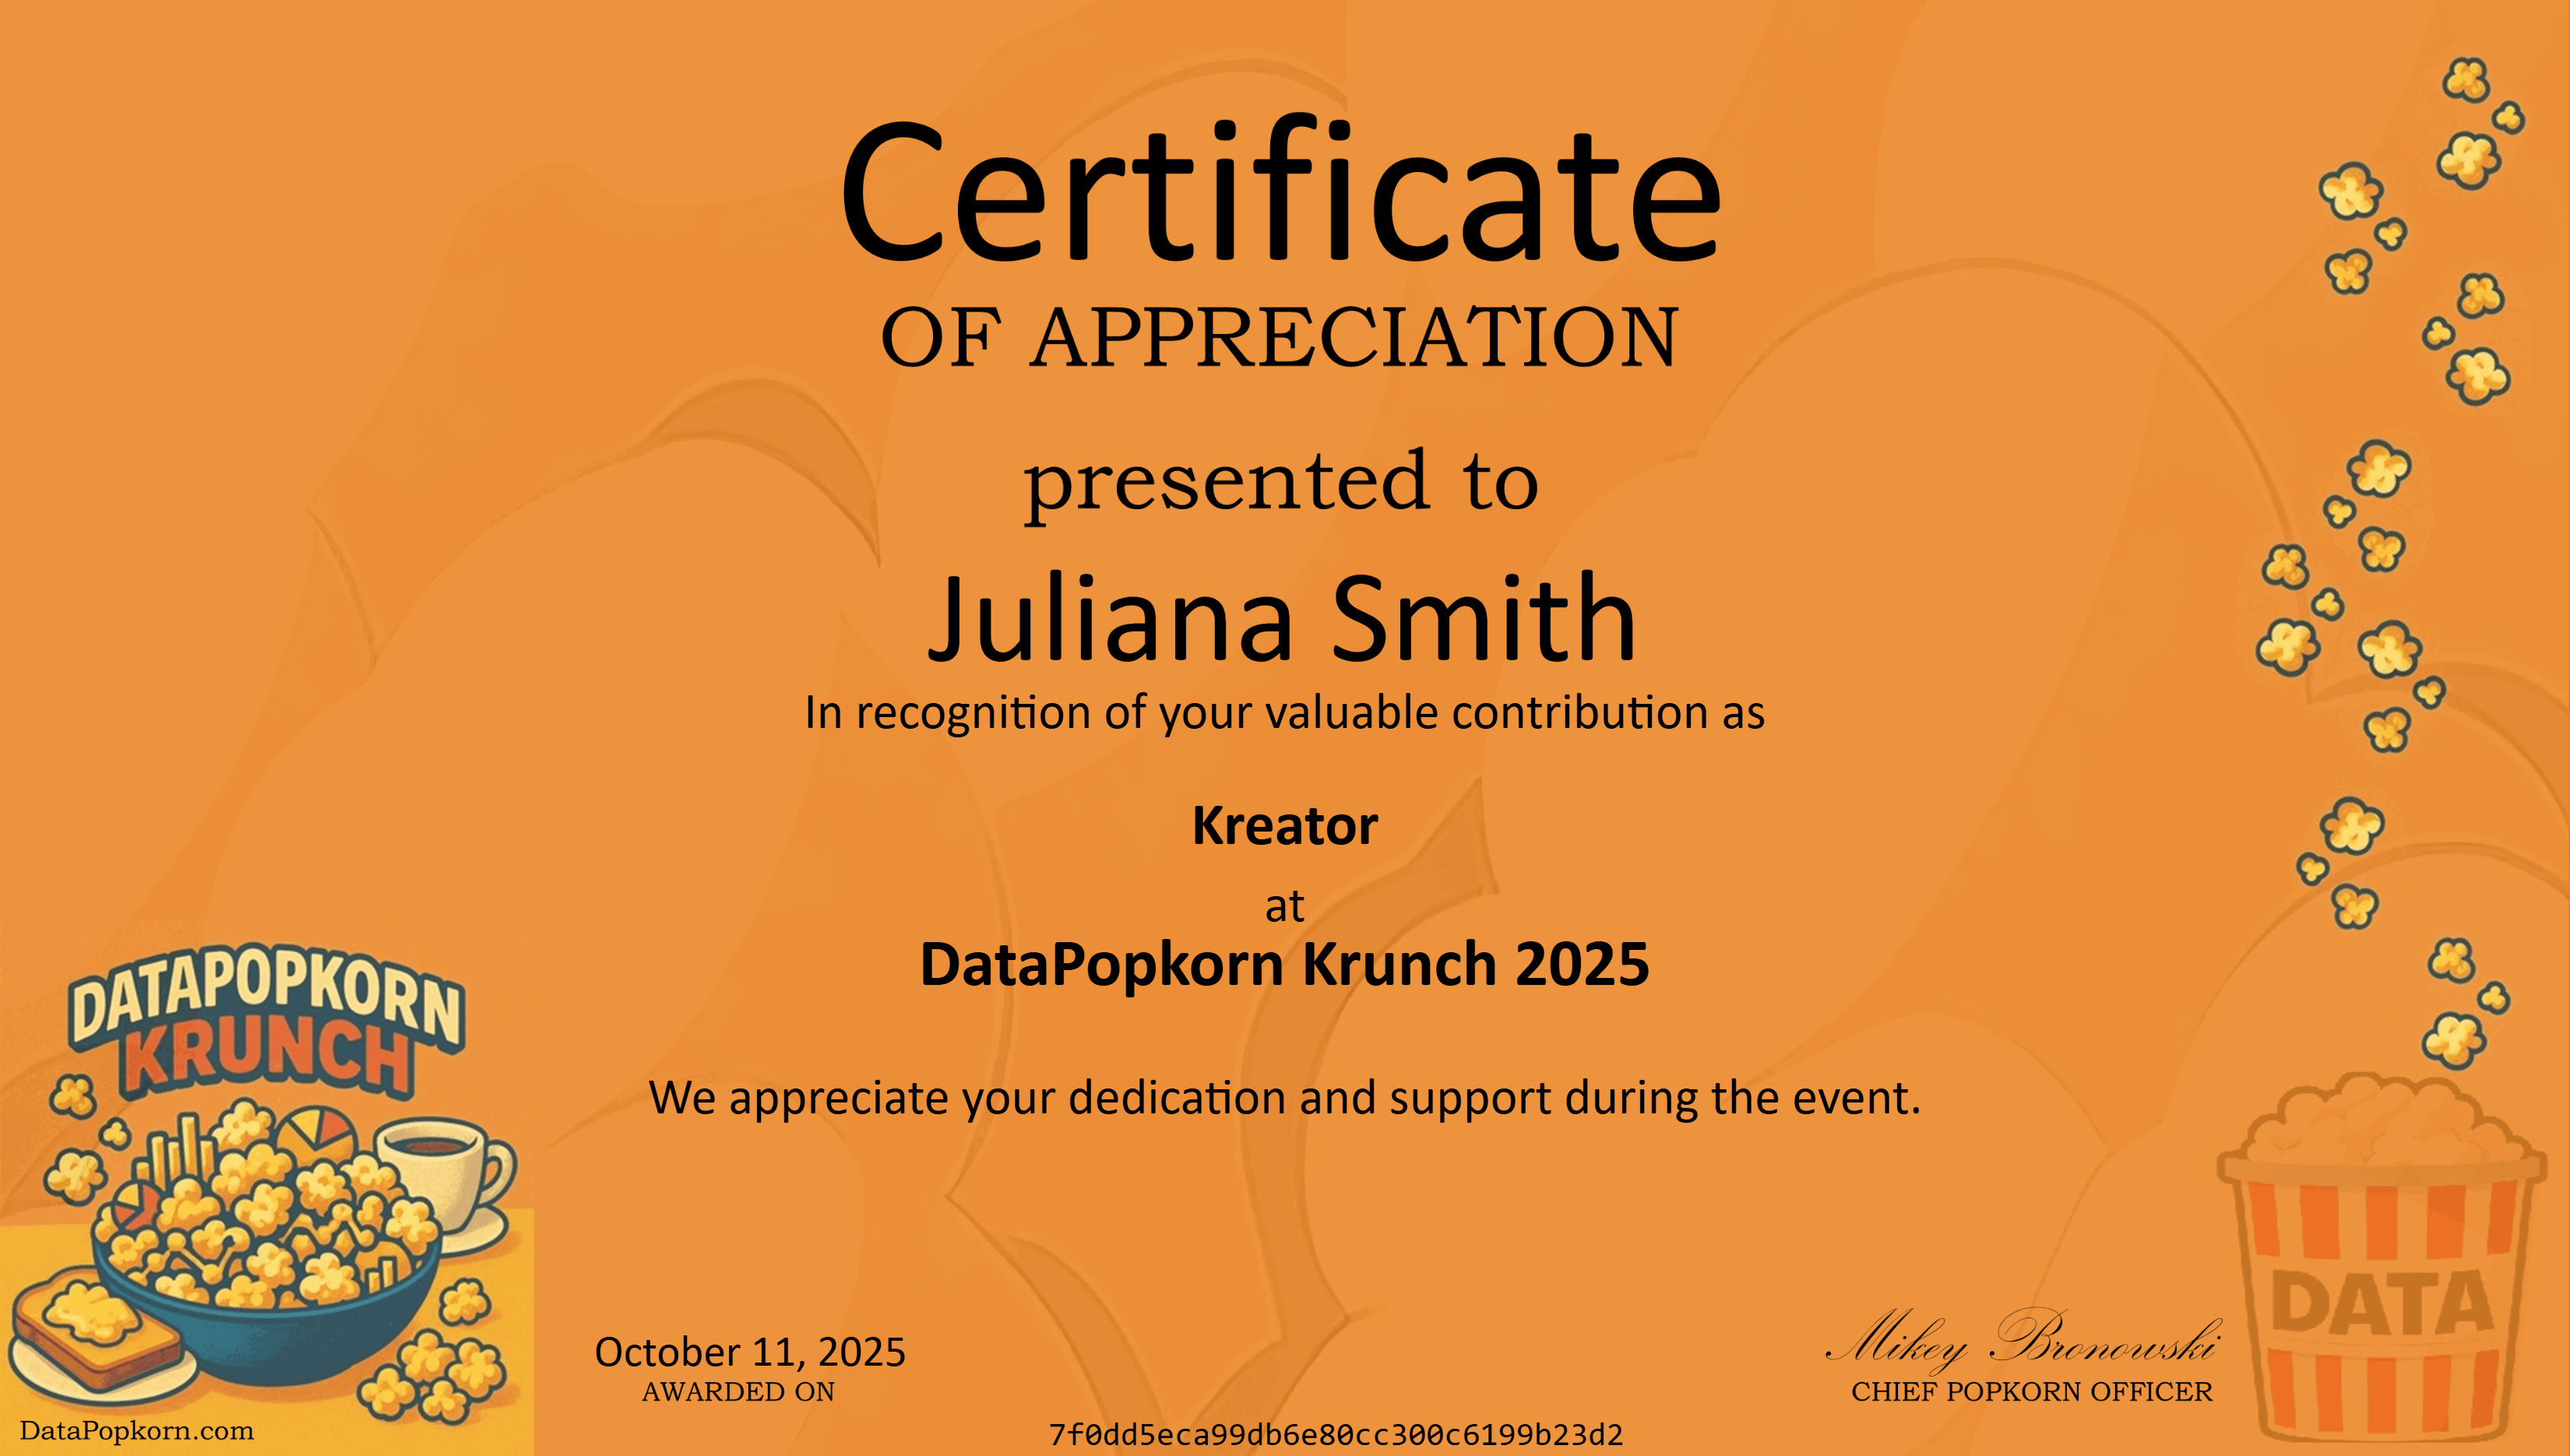 Certificate
OF APPRECIATION
presented to
Juliana Smith
In recognition of your valuable contribution as
Kreator
at
DataPopkorn Krunch 2025
We appreciate your dedication and support during the event.
DATAPOPKORN
KRUNCH
DATA
October 11, 2025
AWARDED ON
Mikey Bronowski
CHIEF POPKORN OFFICER
DataPopkorn.com
7f0dd5eca99db6e80cc300c6199b23d2